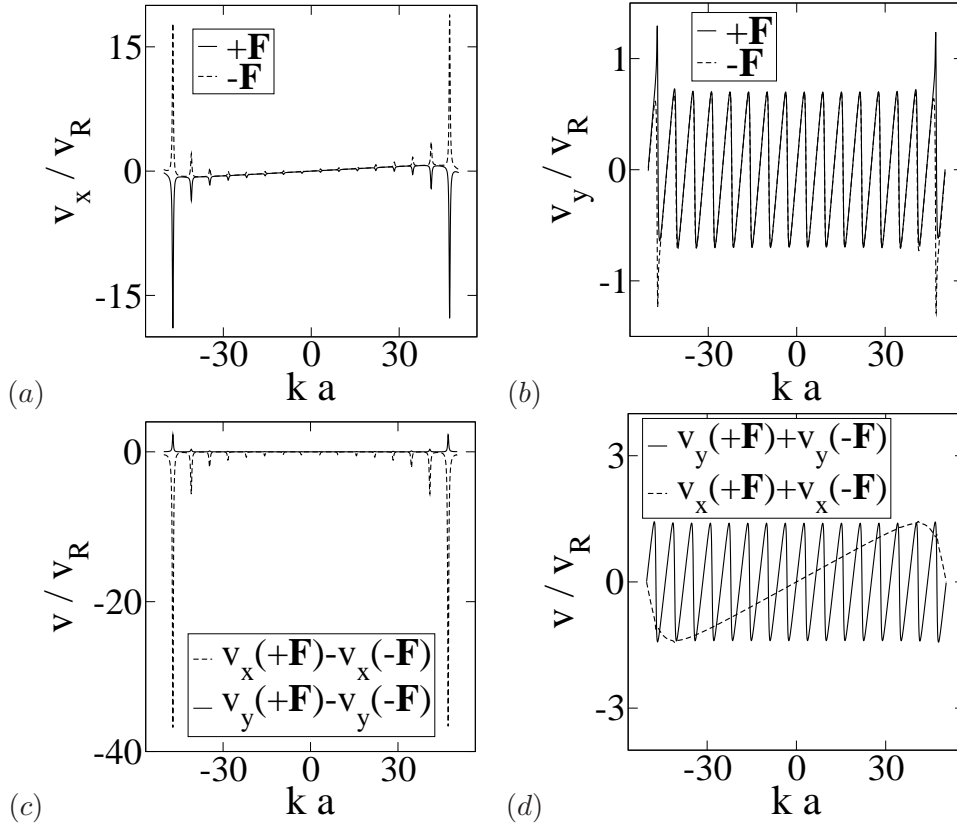 15
0
-15
v_x / v_R
+F
-F
-30 0 30
k a
(a)
1
0
-1
v_y / v_R
+F
-F
-30 0 30
k a
(b)
0
-20
-40
v / v_R
v_x(+F)-v_x(-F)
v_y(+F)-v_y(-F)
-30 0 30
k a
(c)
3
0
-3
v / v_R
v_y(+F)+v_y(-F)
v_x(+F)+v_x(-F)
-30 0 30
k a
(d)